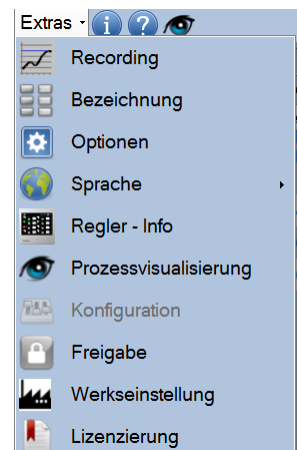 Extras
Recording
Bezeichnung
Optionen
Sprache
Regler - Info
Prozessvisualisierung
Konfiguration
Freigabe
Werkseinstellung
Lizenzierung